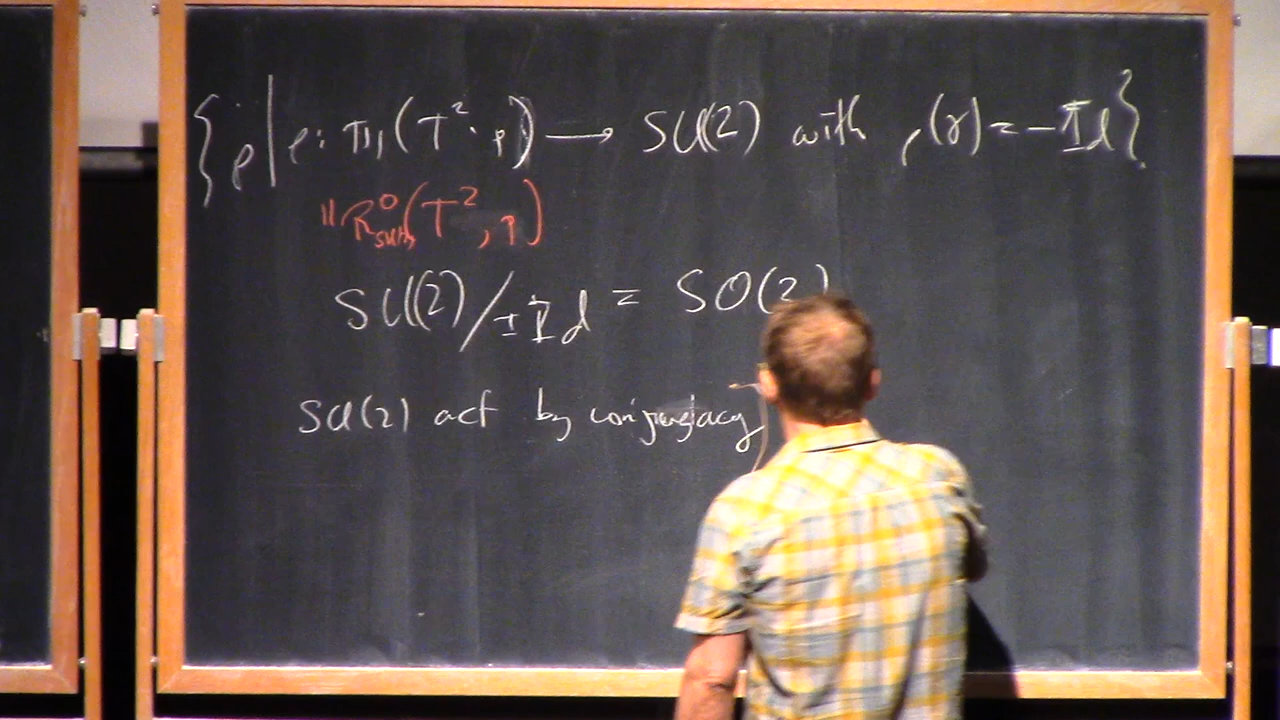 {ρ | ρ: π₁(T²∖p) ⟶ SU(2) with ρ(γ) = -Id}
"R⁰_SU(2)(T², p)
SU(2)/±Id = SO(3)
SU(2) act by conjugacy